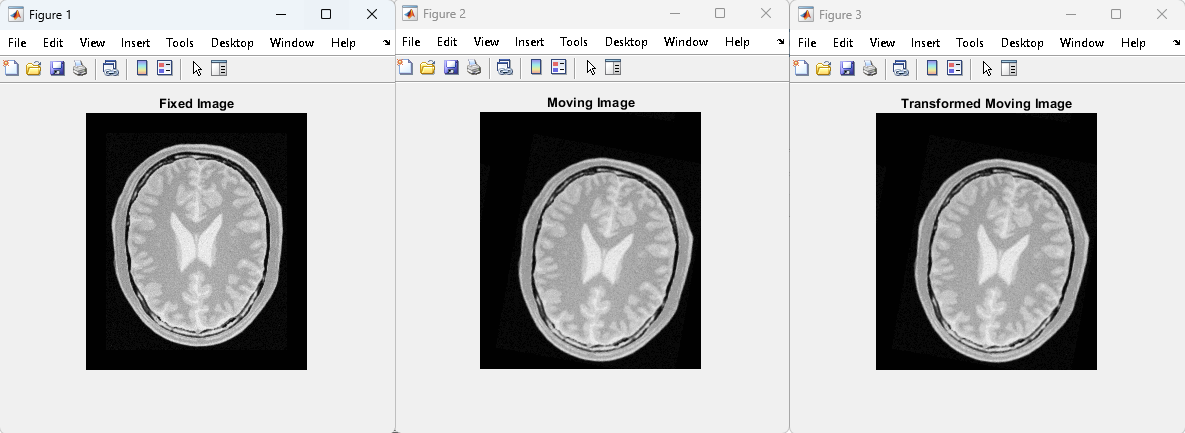 Figure 1
File Edit View Insert Tools Desktop Window Help
Fixed Image
Figure 2
File Edit View Insert Tools Desktop Window Help
Moving Image
Figure 3
File Edit View Insert Tools Desktop Window Help
Transformed Moving Image